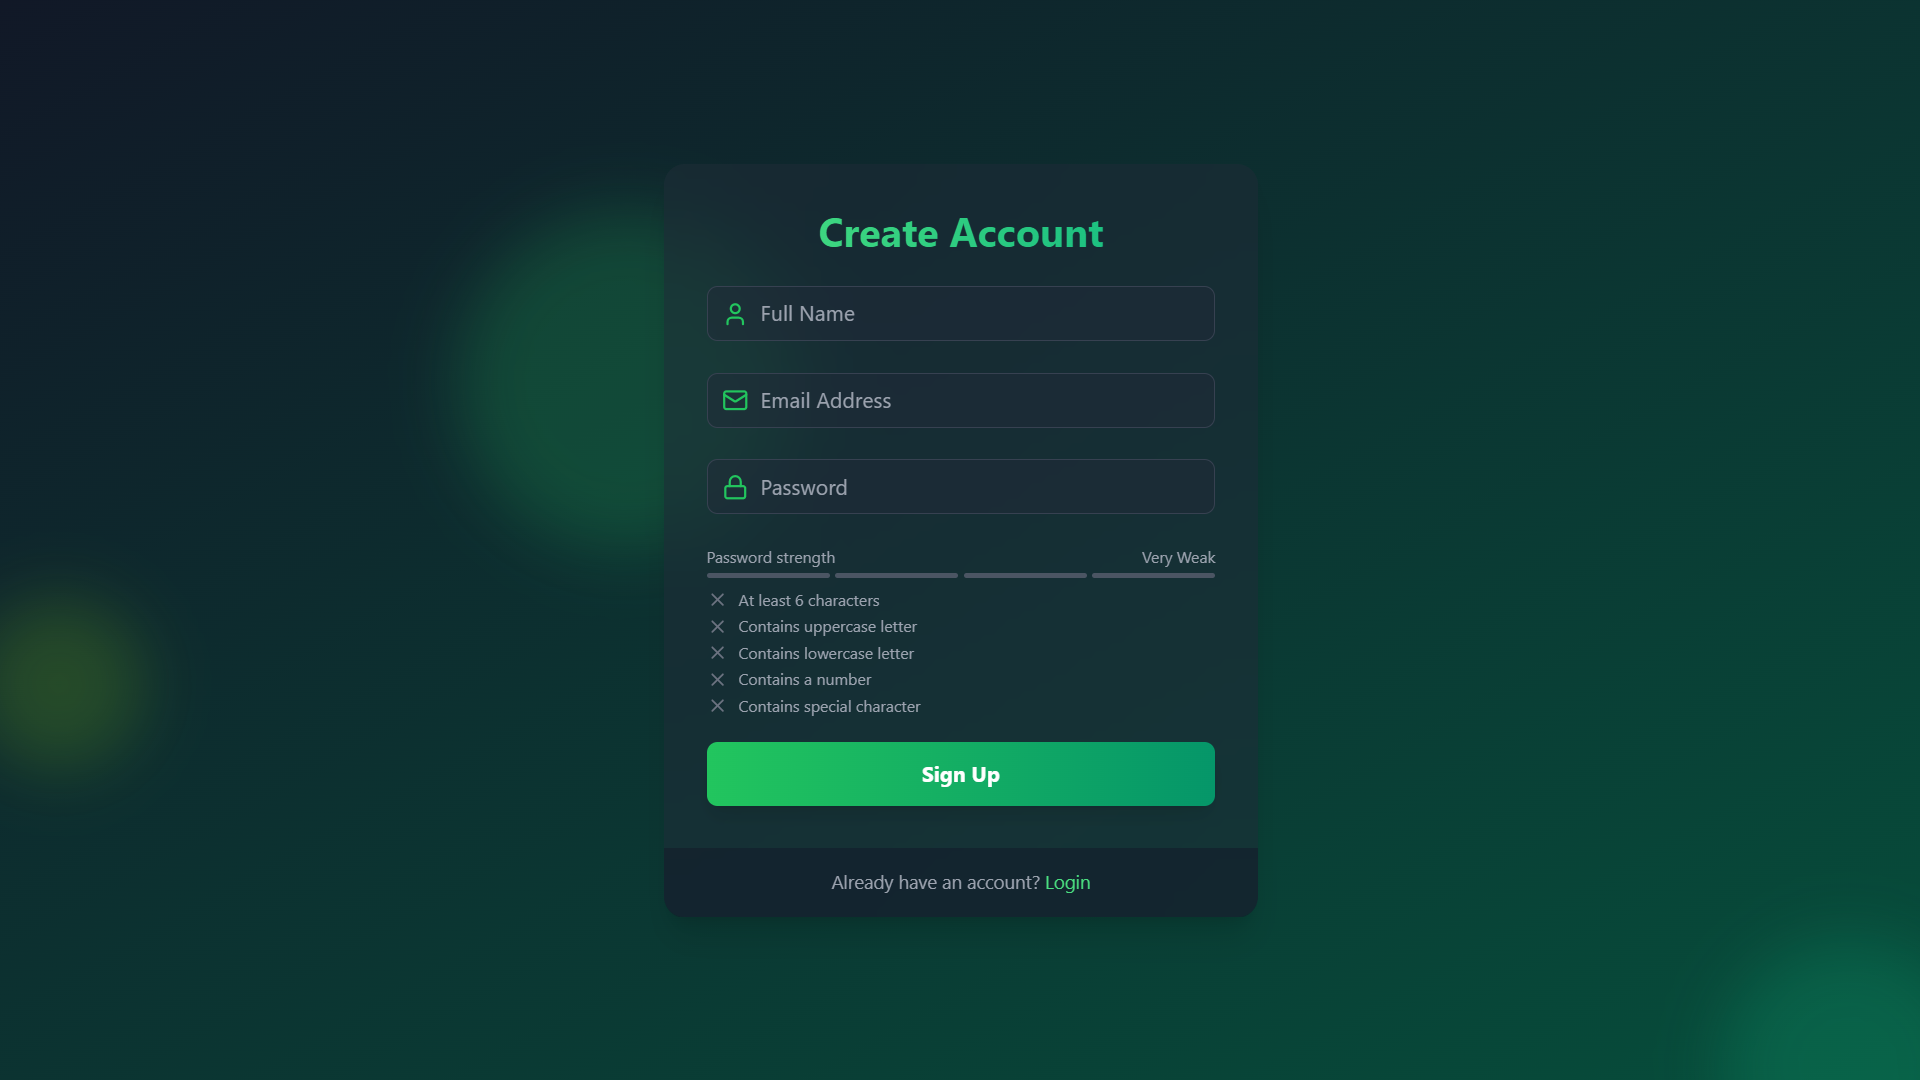 Create Account
Full Name
Email Address
Password
Password strength
Very Weak
At least 6 characters
Contains uppercase letter
Contains lowercase letter
Contains a number
Contains special character
Sign Up
Already have an account? Login